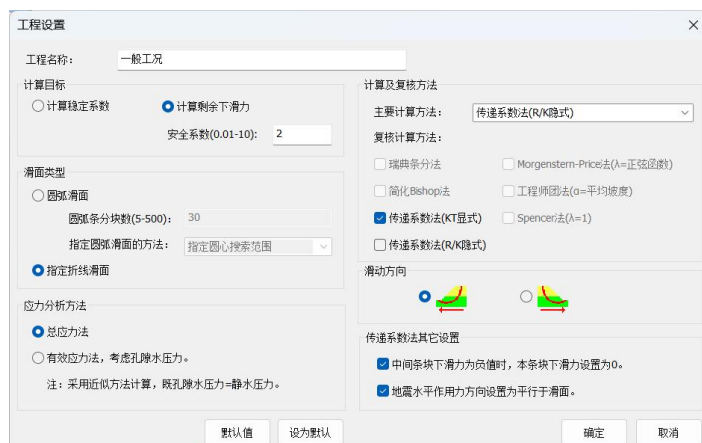 工程设置
工程名称： 一般工况
计算目标
计算稳定系数 计算剩余下滑力
安全系数(0.01-10): 2
滑面类型
圆弧滑面
圆弧条分块数(5-500)： 30
指定圆弧滑面的方法： 指定圆心搜索范围
指定折线滑面
应力分析方法
总应力法
有效应力法，考虑孔隙水压力。
注：采用近似方法计算，既孔隙水压力=静水压力。
默认值 设为默认
计算及复核方法
主要计算方法： 传递系数法(R/K隐式)
复核计算方法：
瑞典条分法 Morgenstern-Price法(λ=正弦函数)
简化Bishop法 工程师团法(α=平均坡度)
传递系数法(KT显式) Spencer法(λ=1)
传递系数法(R/K隐式)
滑动方向
传递系数法其它设置
中间条块下滑力为负值时，本条块下滑力设置为0。
地震水平作用力方向设置为平行于滑面。
确定 取消